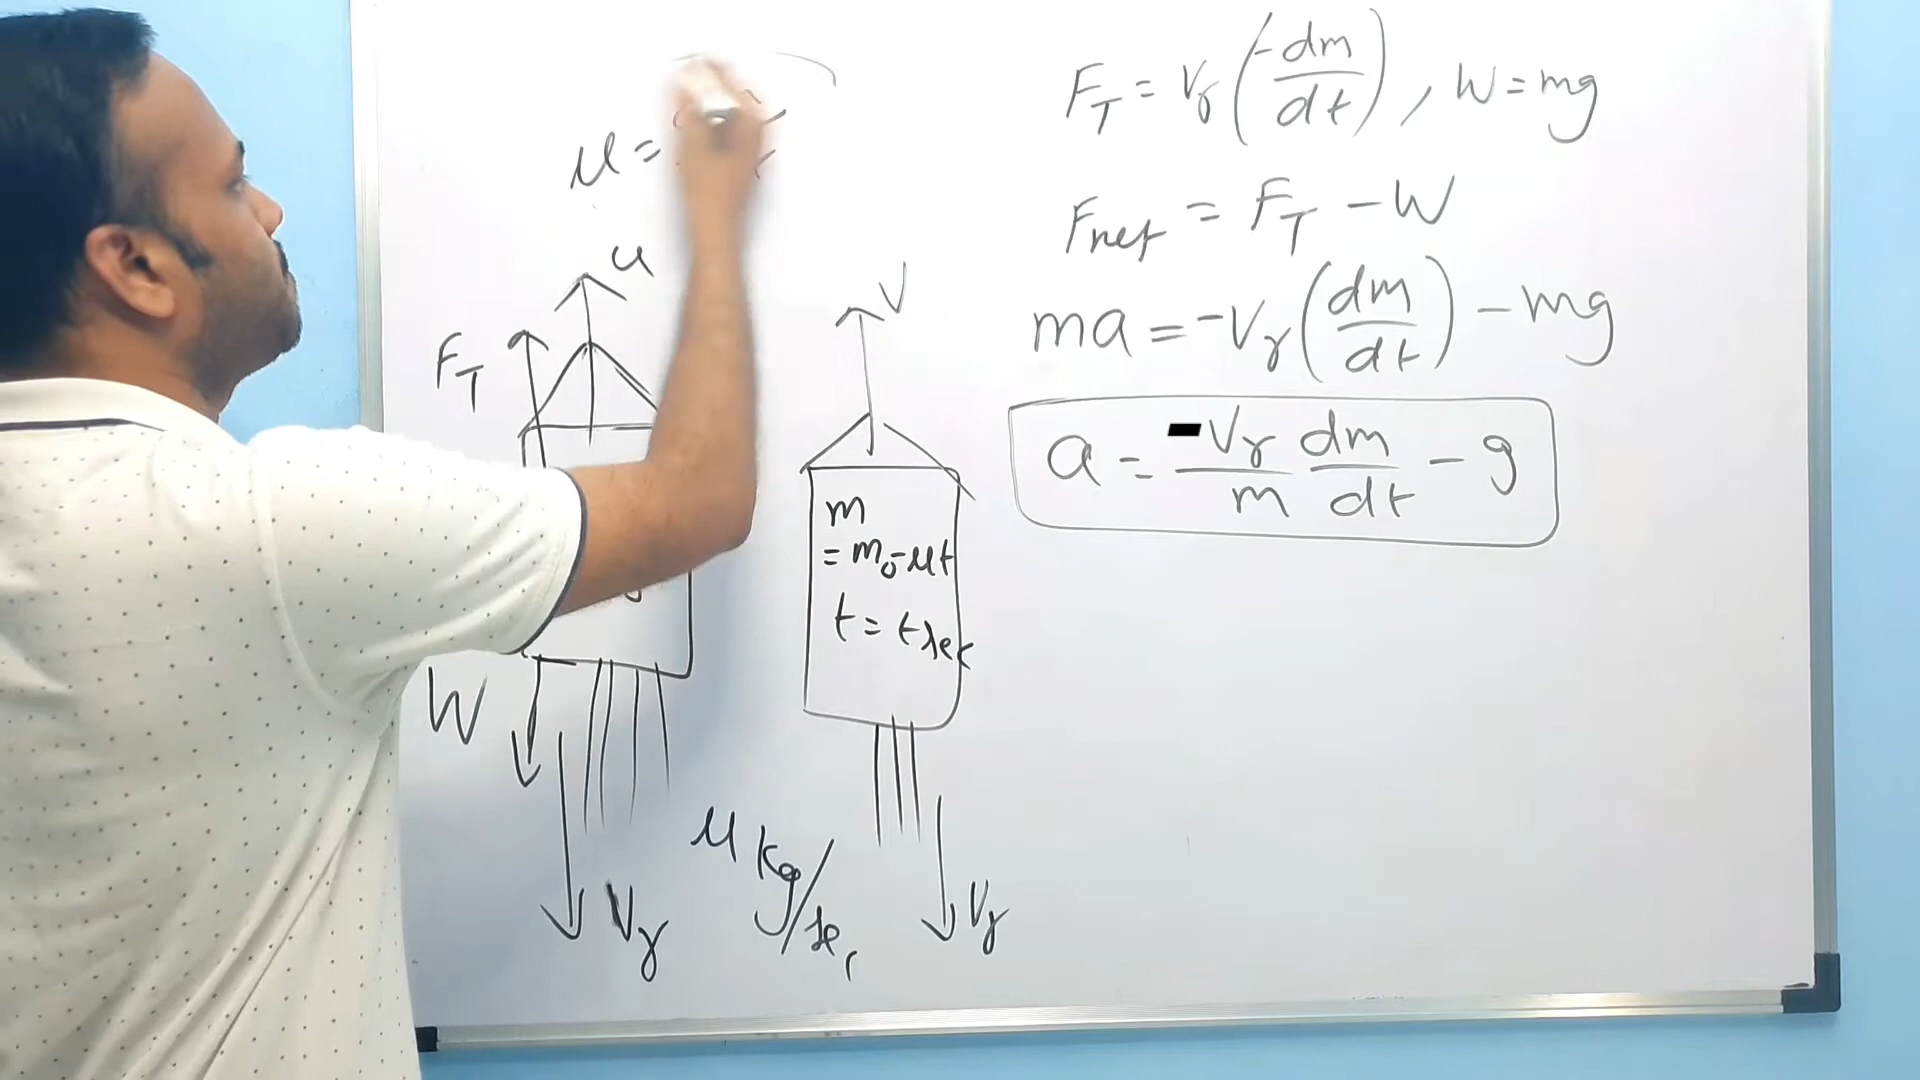 μ =
u
F_T
W
V_r
μ kg/sec
V
m
= m₀-μt
t = t sec
V_r
F_T = V_r (-dm/dt), W = mg
F_net = F_T - W
ma = -V_r (dm/dt) - mg
a = -V_r/m dm/dt - g